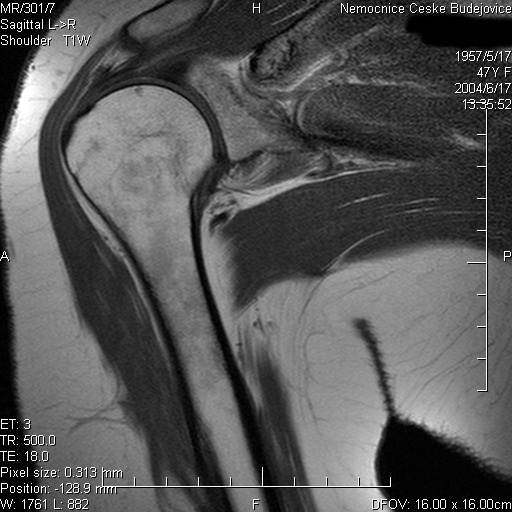 MR/301/7
H
Nemocnice Ceske Budejovice
Sagittal L->R
Shoulder T1W
1957/5/17
47Y F
2004/6/17
13:35:52
A
P
ET: 3
TR: 500.0
TE: 18.0
Pixel size: 0.313 mm
Position: -128.9 mm
W: 1761 L: 882
F
DFOV: 16.00 x 16.00cm